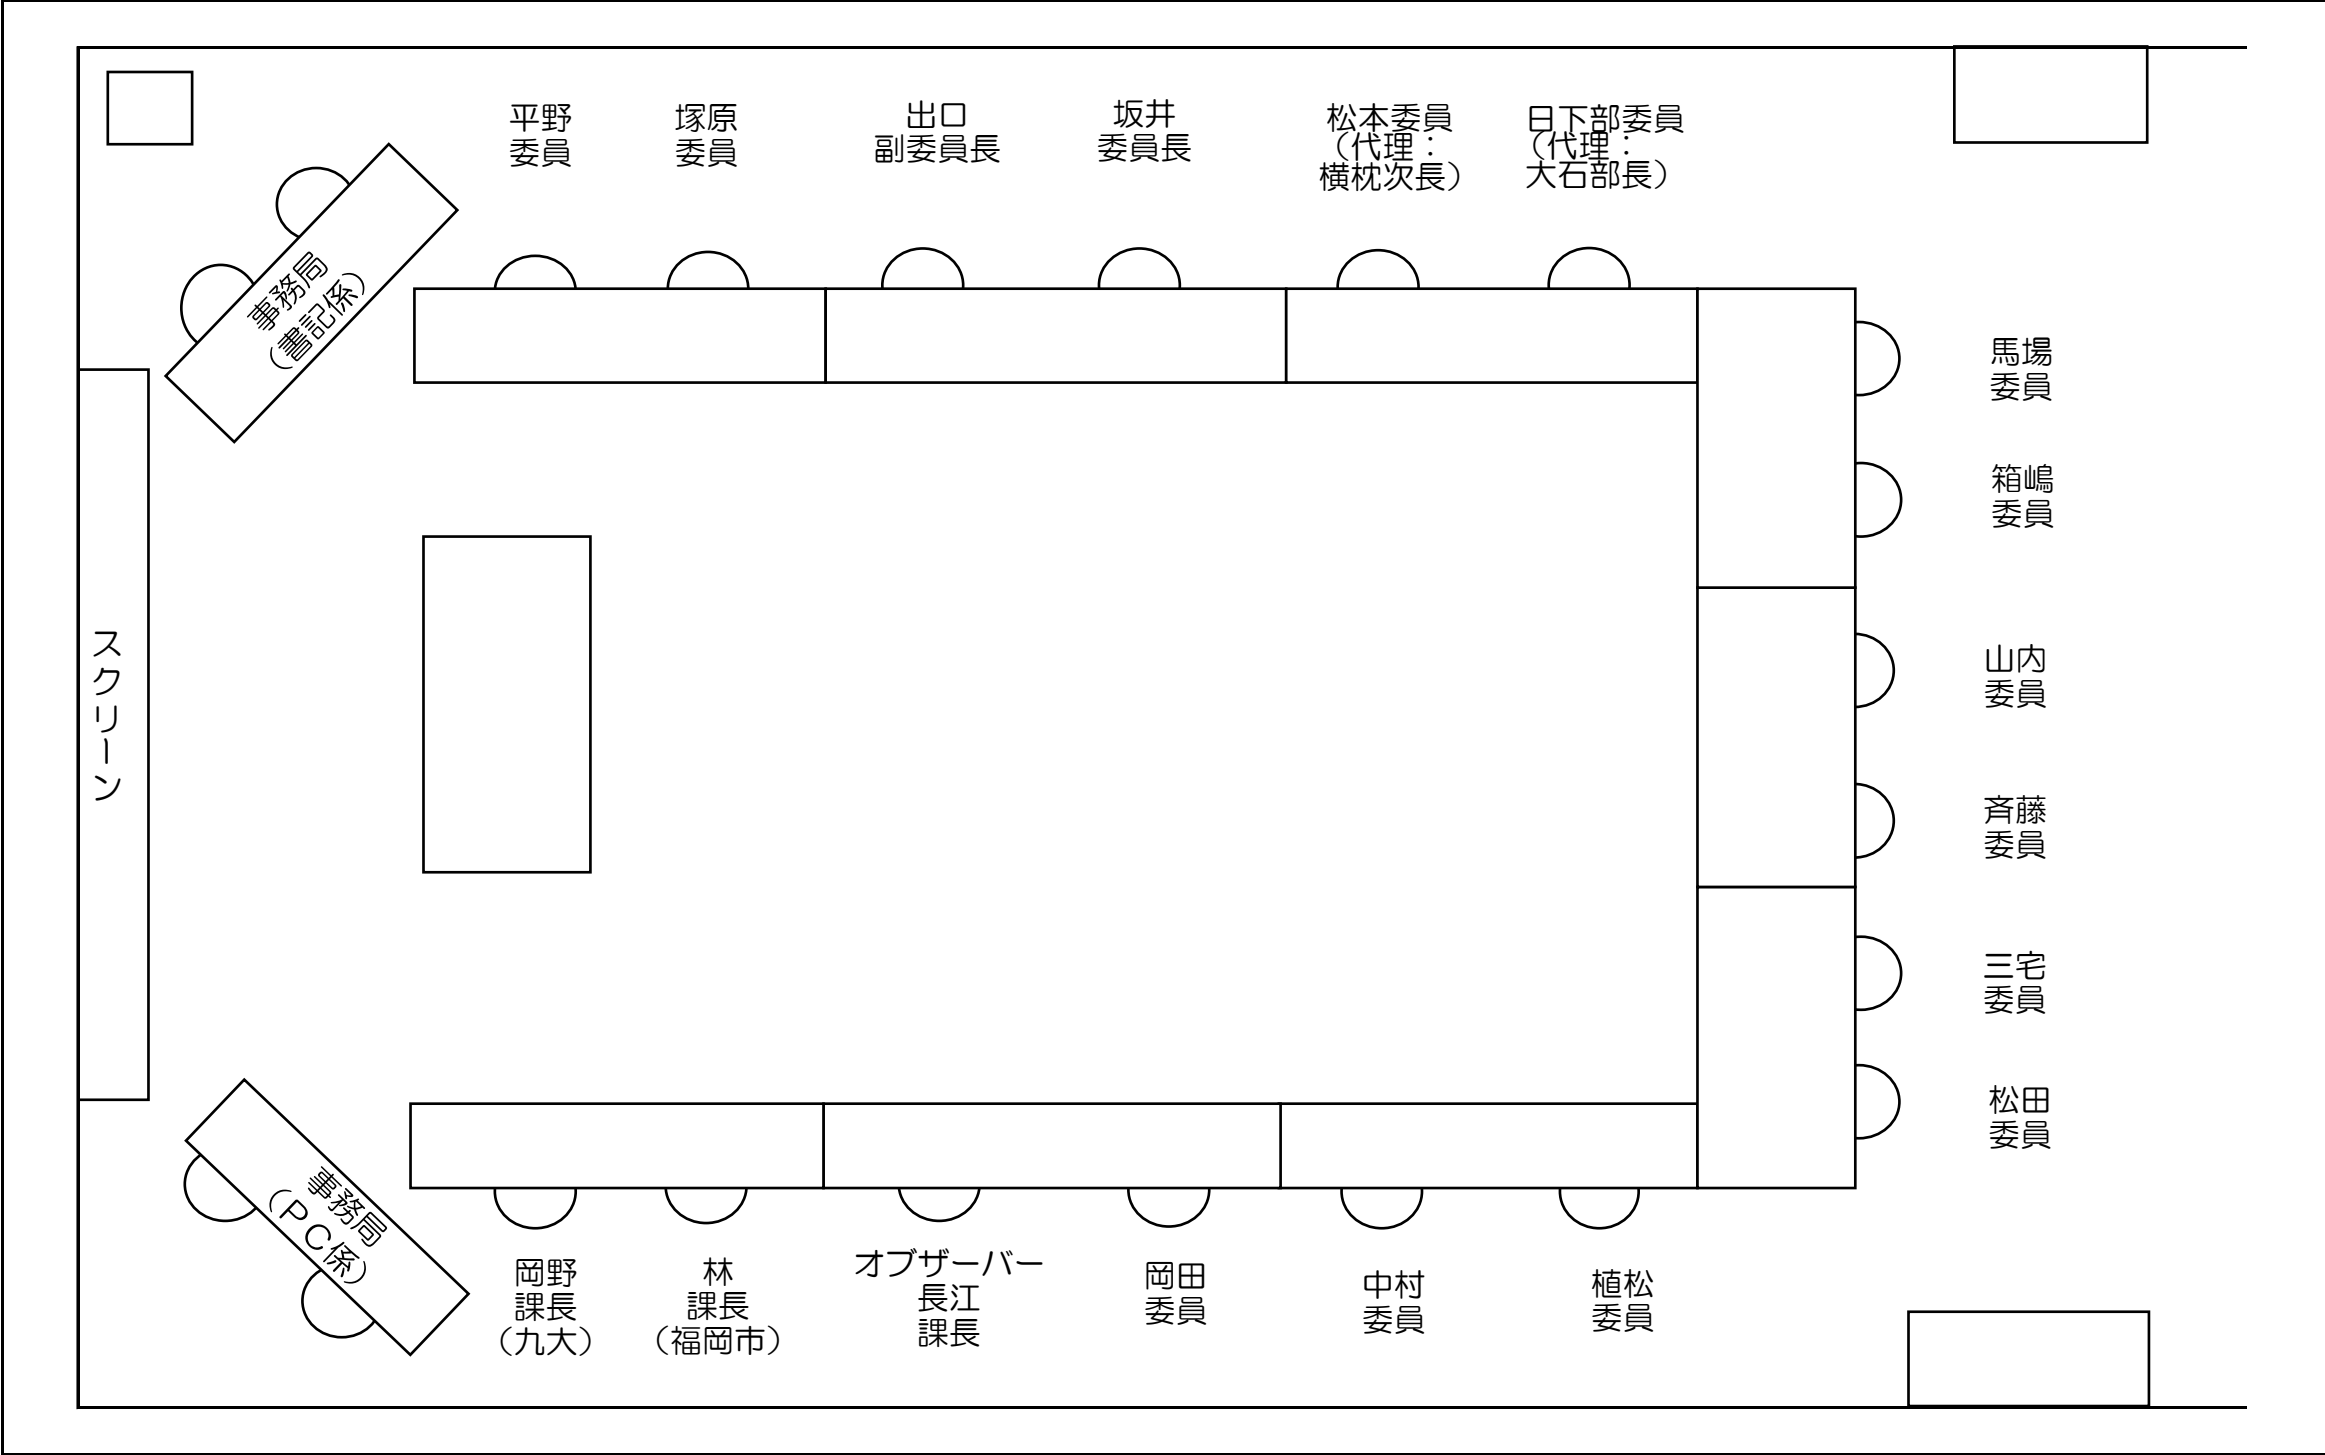 平野
委員
塚原
委員
出口
副委員長
坂井
委員長
松本委員
（代理：
横枕次長）
日下部委員
（代理：
大石部長）
事務局
（書記係）
馬場
委員
箱嶋
委員
山内
委員
斉藤
委員
三宅
委員
松田
委員
スクリーン
事務局
（ＰＣ係）
岡野
課長
（九大）
林
課長
（福岡市）
オブザーバー
長江
課長
岡田
委員
中村
委員
植松
委員